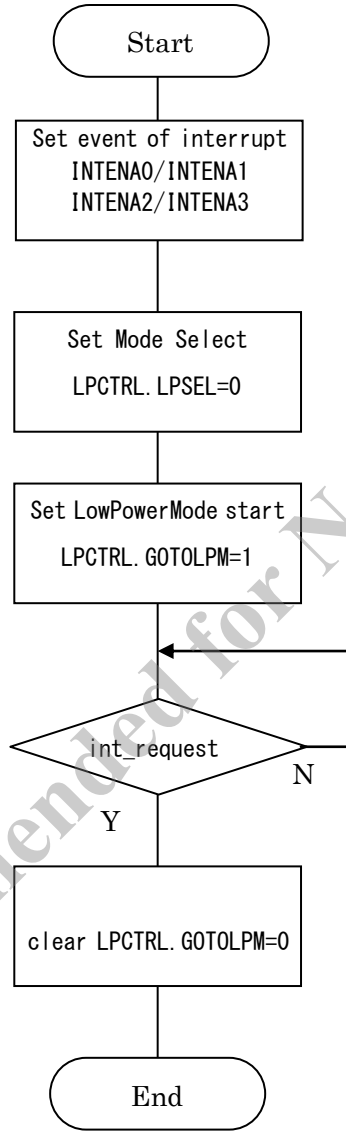 Start
Set event of interrupt
INTENA0/INTENA1
INTENA2/INTENA3
Set Mode Select
LPCTRL.LPSEL=0
Set LowPowerMode start
LPCTRL.GOTOLPM=1
int_request
N
Y
clear LPCTRL.GOTOLPM=0
End